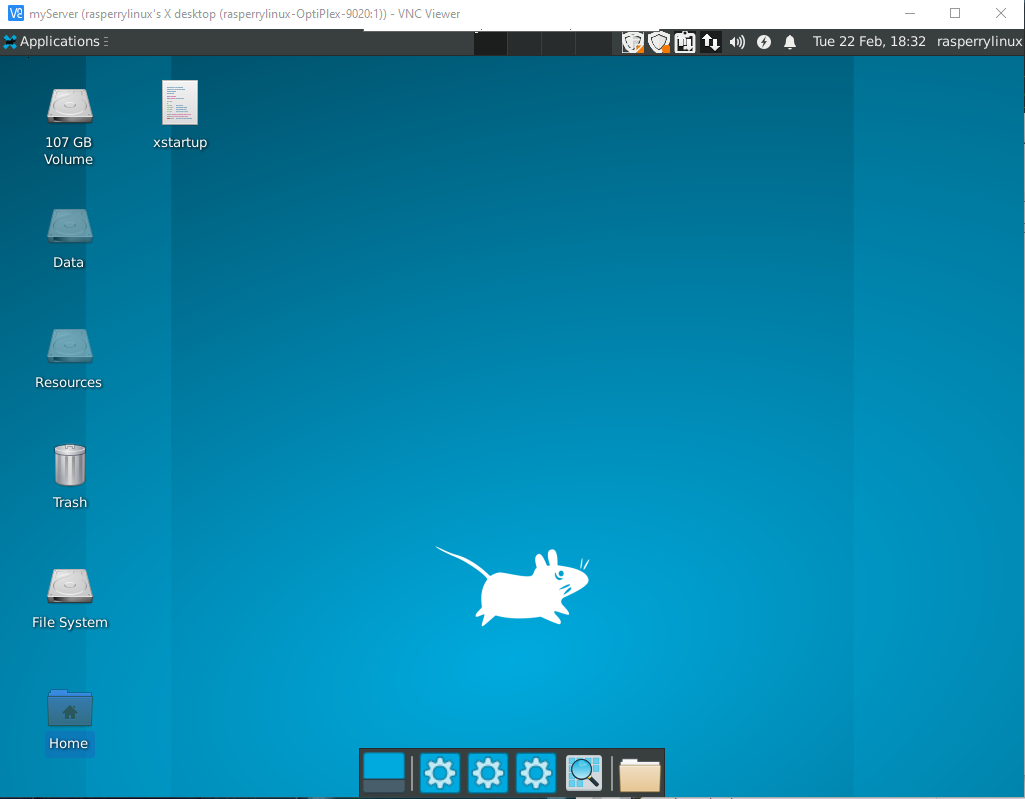 myServer (rasperrylinux's X desktop (rasperrylinux-OptiPlex-9020:1)) - VNC Viewer
Applications
Tue 22 Feb, 18:32 rasperrylinux
107 GB
Volume
xstartup
Data
Resources
Trash
File System
Home